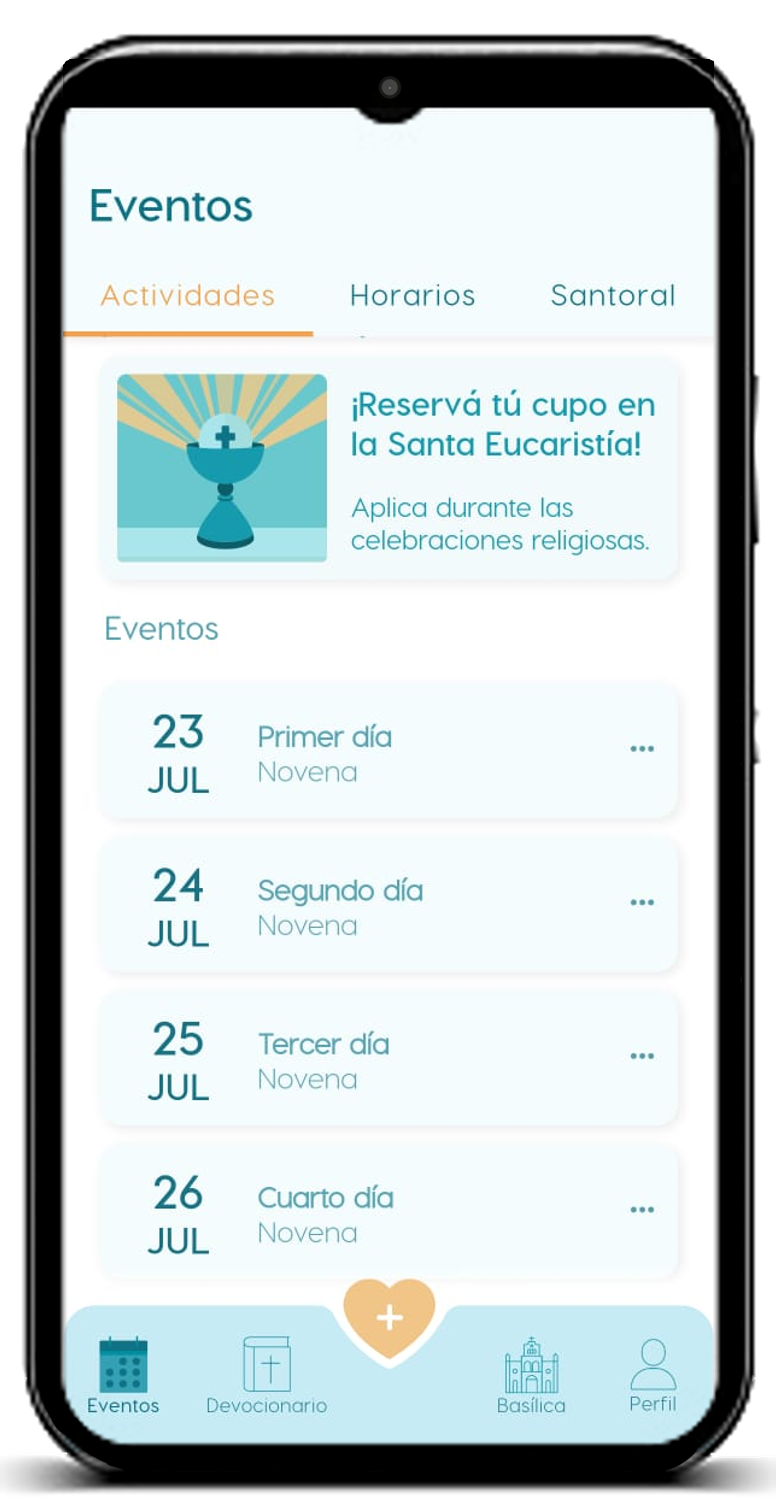 Eventos
Actividades Horarios Santoral
¡Reservá tú cupo en
la Santa Eucaristía!
Aplica durante las
celebraciones religiosas.
Eventos
23
JUL
Primer día
Novena
24
JUL
Segundo día
Novena
25
JUL
Tercer día
Novena
26
JUL
Cuarto día
Novena
Eventos Devocionario Basílica Perfil